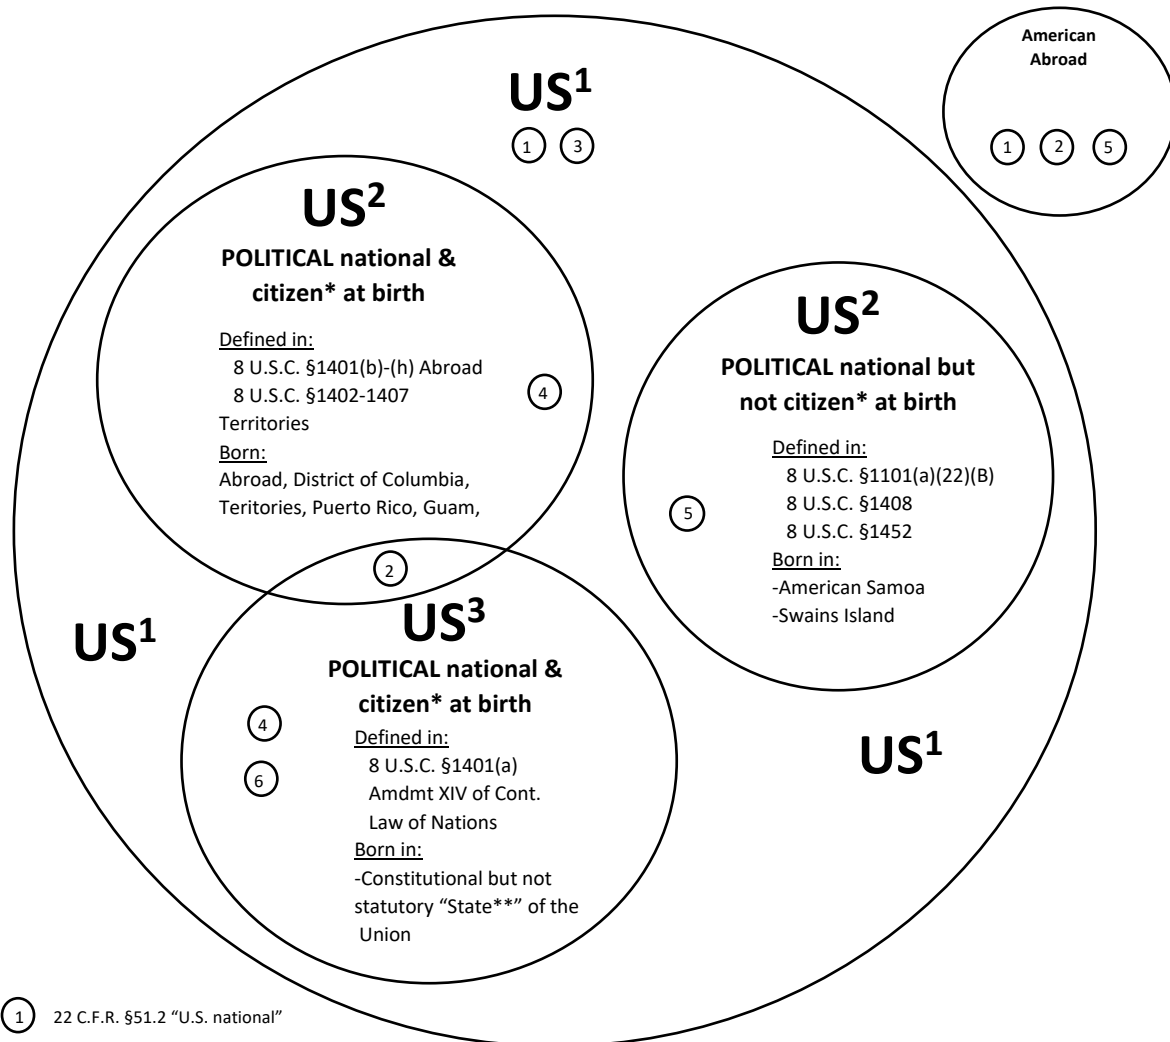 American
Abroad
1 2 5
US¹
1 3
US²
POLITICAL national &
citizen* at birth
Defined in:
8 U.S.C. §1401(b)-(h) Abroad
8 U.S.C. §1402-1407
Territories
Born:
Abroad, District of Columbia,
Teritories, Puerto Rico, Guam,
4
US²
POLITICAL national but
not citizen* at birth
Defined in:
8 U.S.C. §1101(a)(22)(B)
8 U.S.C. §1408
8 U.S.C. §1452
Born in:
-American Samoa
-Swains Island
5
2
US¹
US³
POLITICAL national &
citizen* at birth
4
6
Defined in:
8 U.S.C. §1401(a)
Amdmt XIV of Cont.
Law of Nations
Born in:
-Constitutional but not
statutory “State**” of the
Union
US¹
1 22 C.F.R. §51.2 “U.S. national”